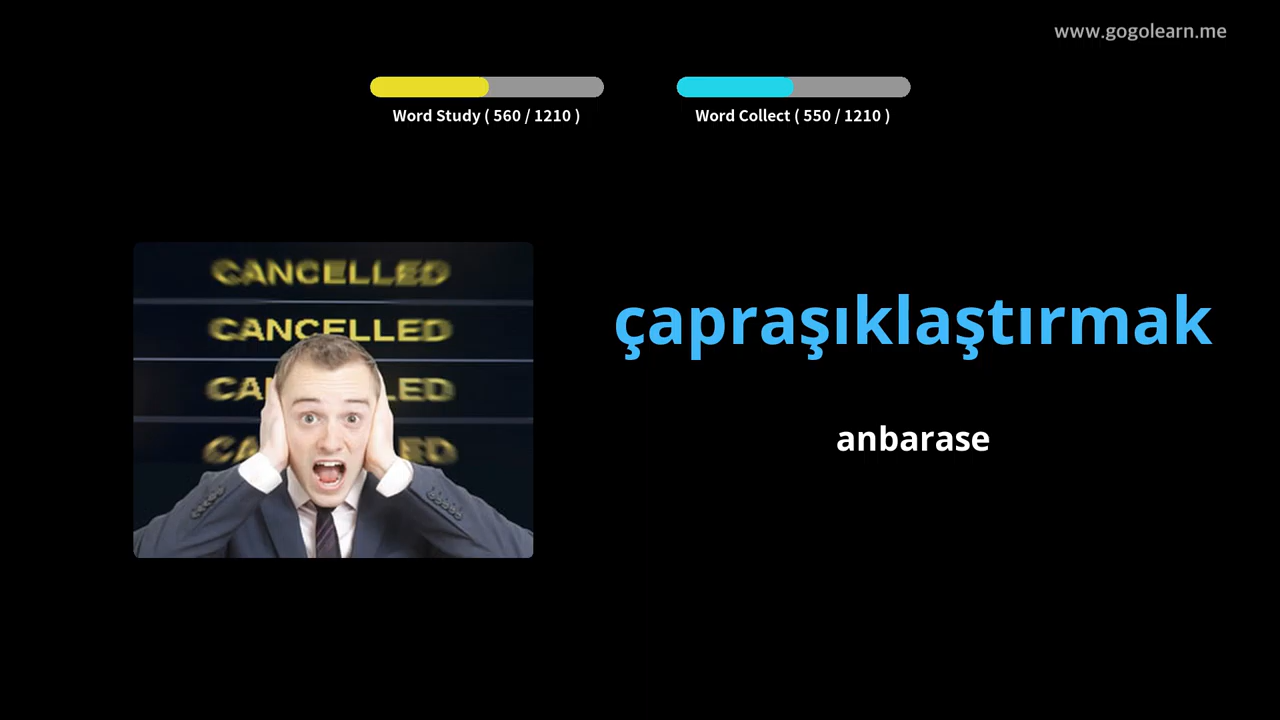 www.gogolearn.me
Word Study ( 560 / 1210 )
Word Collect ( 550 / 1210 )
CANCELLED
CANCELLED
çapraşıklaştırmak
anbarase